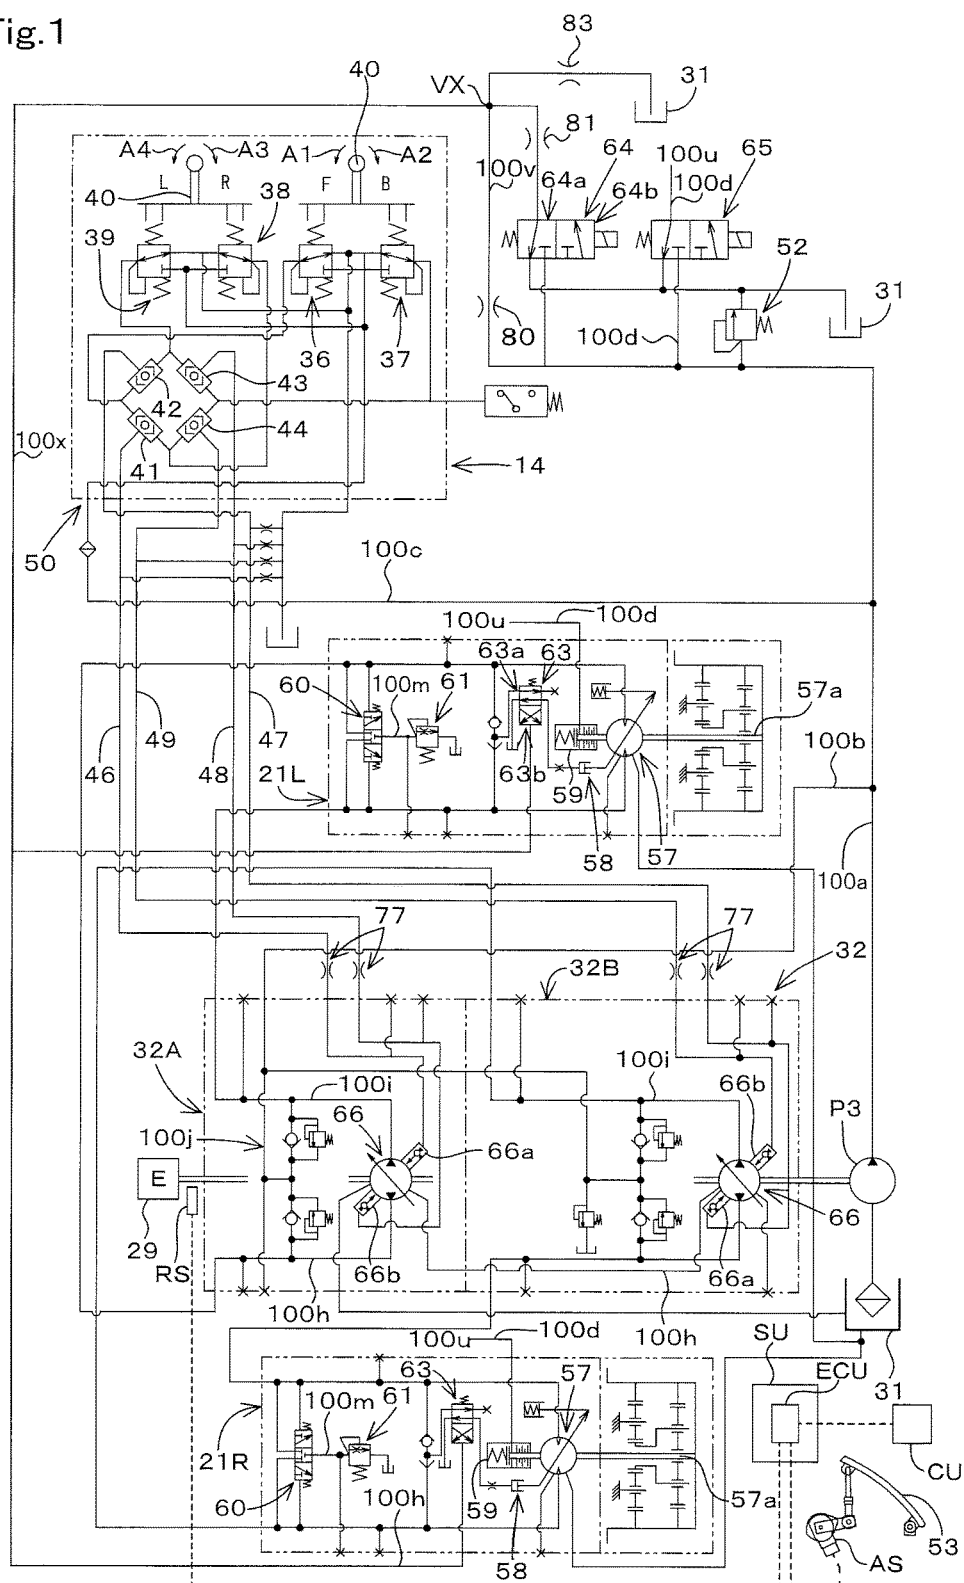 Fig.1
83
VX
40
31
81
64
65
A4
A3
A1
A2
100v
64a
100u
100d
64b
L
R
F
B
40
38
52
39
31
36
37
80
100d
42
43
44
41
100x
14
50
100c
100u
100d
63a
63
60
100m
61
57a
49
47
63b
100b
46
48
21L
59
58
57
100a
77
77
32B
32
32A
100i
100i
66b
P3
66
100j
66a
E
29
66b
66a
66
RS
100h
100h
100u
100d
SU
ECU
31
63
57
100m
61
21R
CU
59
57a
60
100h
58
53
AS